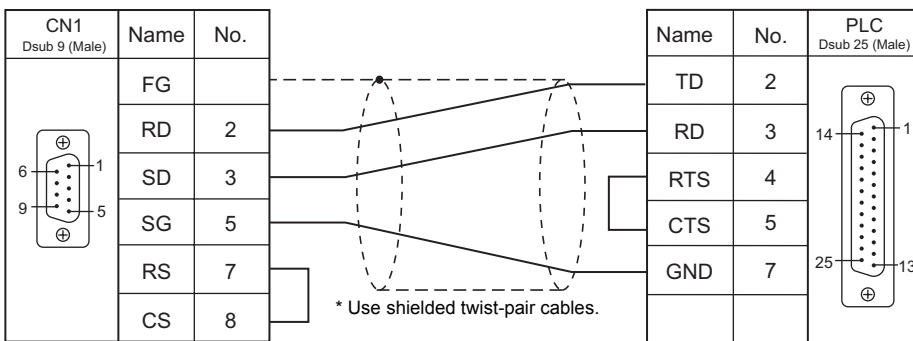 CN1
Dsub 9 (Male)
Name No.
FG
RD 2
SD 3
SG 5
RS 7
CS 8
6 1
9 5
* Use shielded twist-pair cables.
Name No.
TD 2
RD 3
RTS 4
CTS 5
GND 7
PLC
Dsub 25 (Male)
14 1
25 13